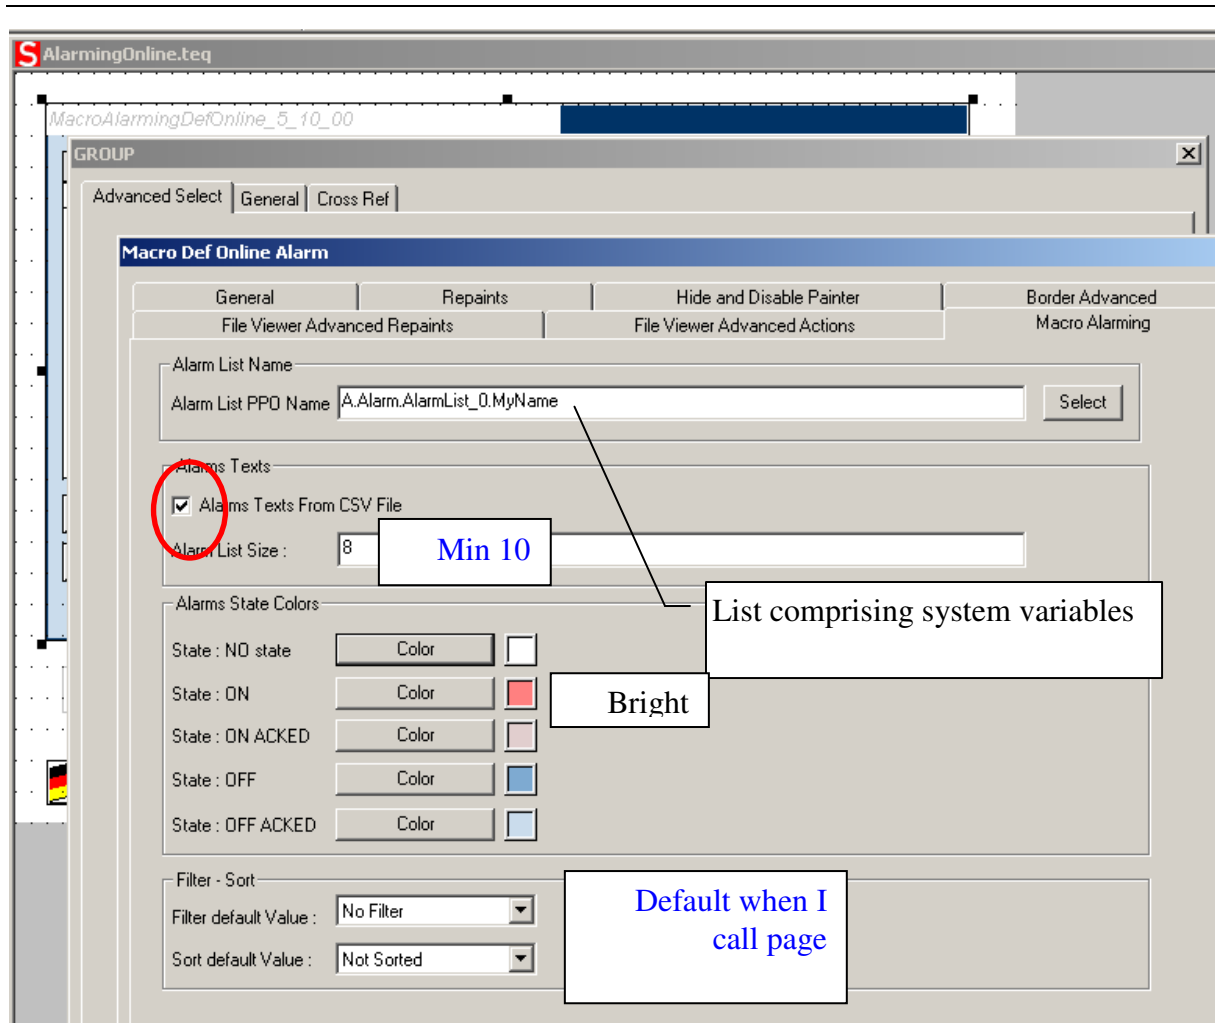 S AlarmingOnline.teq
MacroAlarmingDefOnline_5_10_00
GROUP
Advanced Select General Cross Ref
Macro Def Online Alarm
General Repaints Hide and Disable Painter Border Advanced
File Viewer Advanced Repaints File Viewer Advanced Actions Macro Alarming
Alarm List Name
Alarm List PPO Name A.Alarm.AlarmList_0.MyName Select
Alarms Texts
Alarms Texts From CSV File
Alarm List Size : 8 Min 10
Alarms State Colors
List comprising system variables
State : NO state Color
State : ON Color Bright
State : ON ACKED Color
State : OFF Color
State : OFF ACKED Color
Filter - Sort
Filter default Value : No Filter
Sort default Value : Not Sorted
Default when I
call page